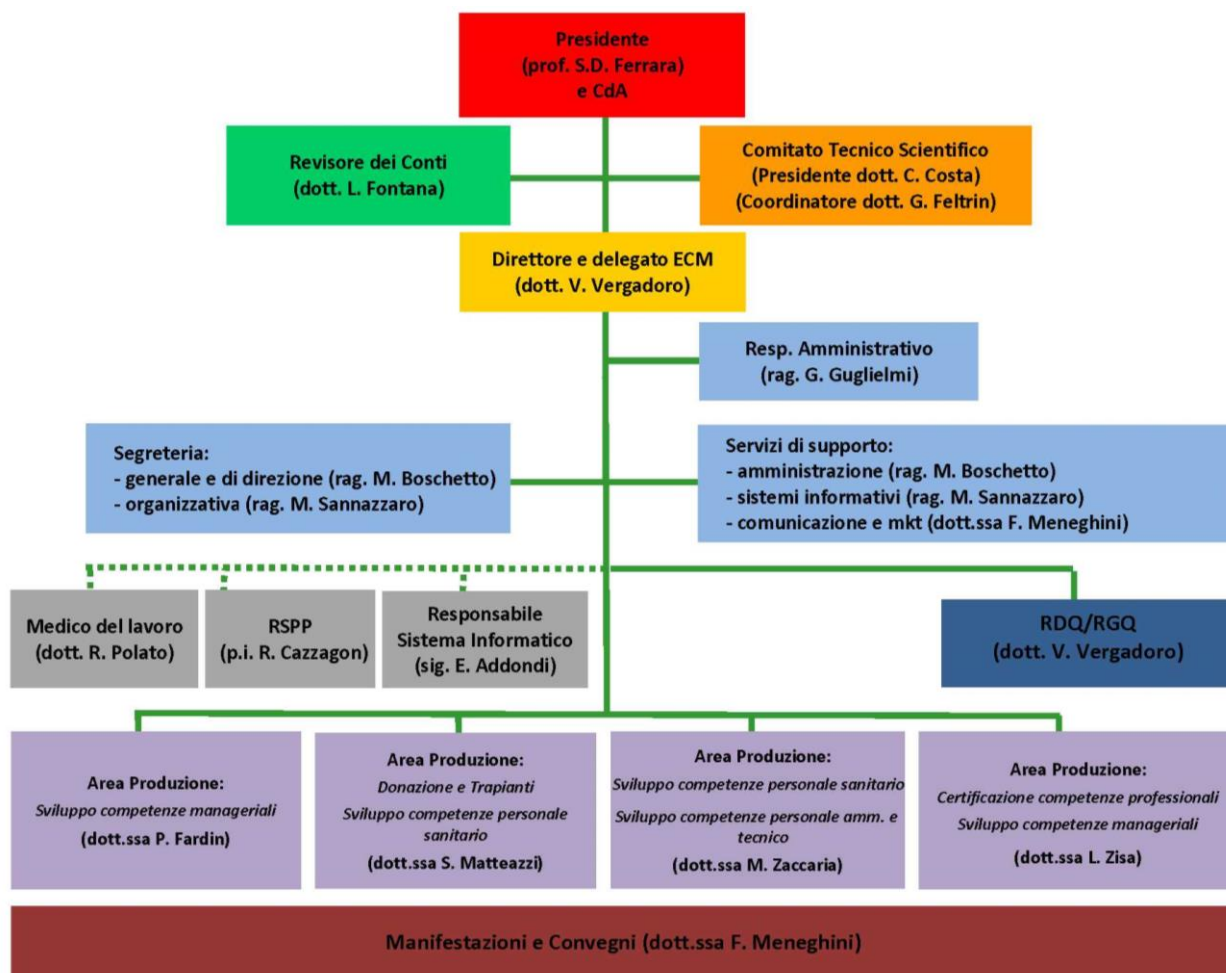 Presidente
(prof. S.D. Ferrara)
e CdA
Revisore dei Conti
(dott. L. Fontana)
Comitato Tecnico Scientifico
(Presidente dott. C. Costa)
(Coordinatore dott. G. Feltrin)
Direttore e delegato ECM
(dott. V. Vergadoro)
Resp. Amministrativo
(rag. G. Guglielmi)
Segreteria:
- generale e di direzione (rag. M. Boschetto)
- organizzativa (rag. M. Sannazzaro)
Servizi di supporto:
- amministrazione (rag. M. Boschetto)
- sistemi informativi (rag. M. Sannazzaro)
- comunicazione e mkt (dott.ssa F. Meneghini)
Medico del lavoro
(dott. R. Polato)
RSPP
(p.i. R. Cazzagon)
Responsabile
Sistema Informatico
(sig. E. Addondi)
RDQ/RGQ
(dott. V. Vergadoro)
Area Produzione:
Sviluppo competenze manageriali
(dott.ssa P. Fardin)
Area Produzione:
Donazione e Trapianti
Sviluppo competenze personale
sanitario
(dott.ssa S. Matteazzi)
Area Produzione:
Sviluppo competenze personale sanitario
Sviluppo competenze personale amm. e
tecnico
(dott.ssa M. Zaccaria)
Area Produzione:
Certificazione competenze professionali
Sviluppo competenze manageriali
(dott.ssa L. Zisa)
Manifestazioni e Convegni (dott.ssa F. Meneghini)